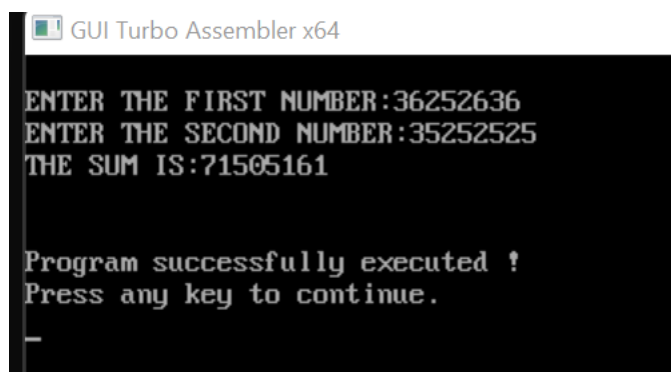 GUI Turbo Assembler x64
ENTER THE FIRST NUMBER:36252636
ENTER THE SECOND NUMBER:35252525
THE SUM IS:71505161
Program successfully executed !
Press any key to continue.